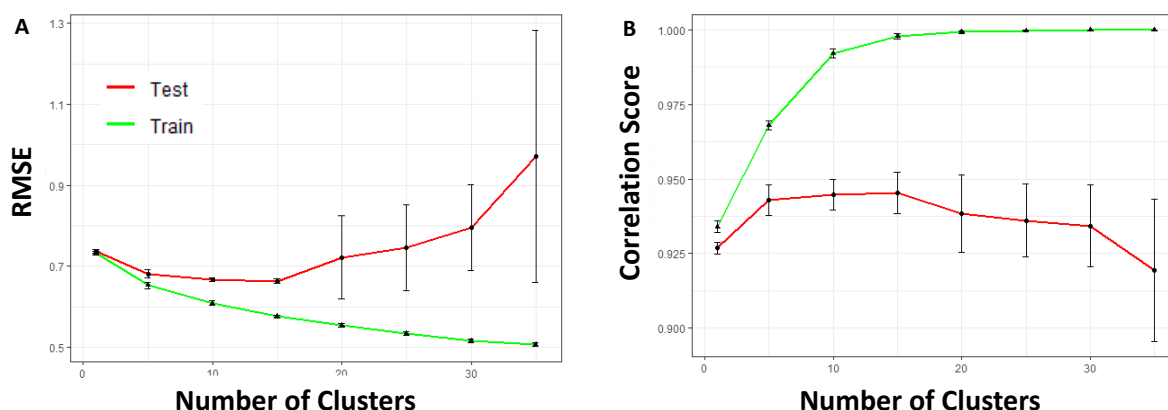 A
1.3
1.1
0.9
0.7
0.5
RMSE
Test
Train
0
10
20
30
Number of Clusters
B
1.000
0.975
0.950
0.925
0.900
Correlation Score
0
10
20
30
Number of Clusters